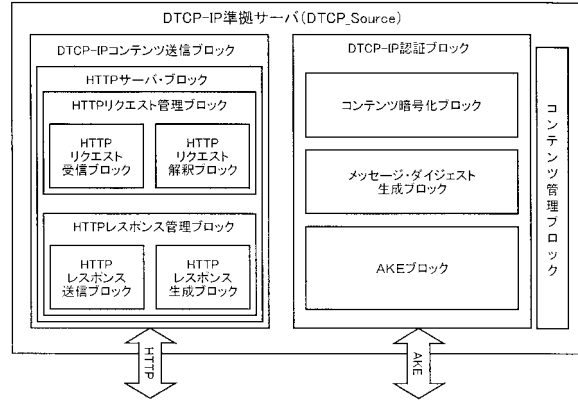 DTCP-IP準拠サーバ(DTCP_Source)
DTCP-IPコンテンツ送信ブロック
HTTPサーバ・ブロック
HTTPリクエスト管理ブロック
HTTP
リクエスト
受信ブロック
HTTP
リクエスト
解釈ブロック
HTTPレスポンス管理ブロック
HTTP
レスポンス
送信ブロック
HTTP
レスポンス
生成ブロック
DTCP-IP認証ブロック
コンテンツ暗号化ブロック
メッセージ・ダイジェスト
生成ブロック
AKEブロック
コンテンツ管理ブロック
HTTP
AKE